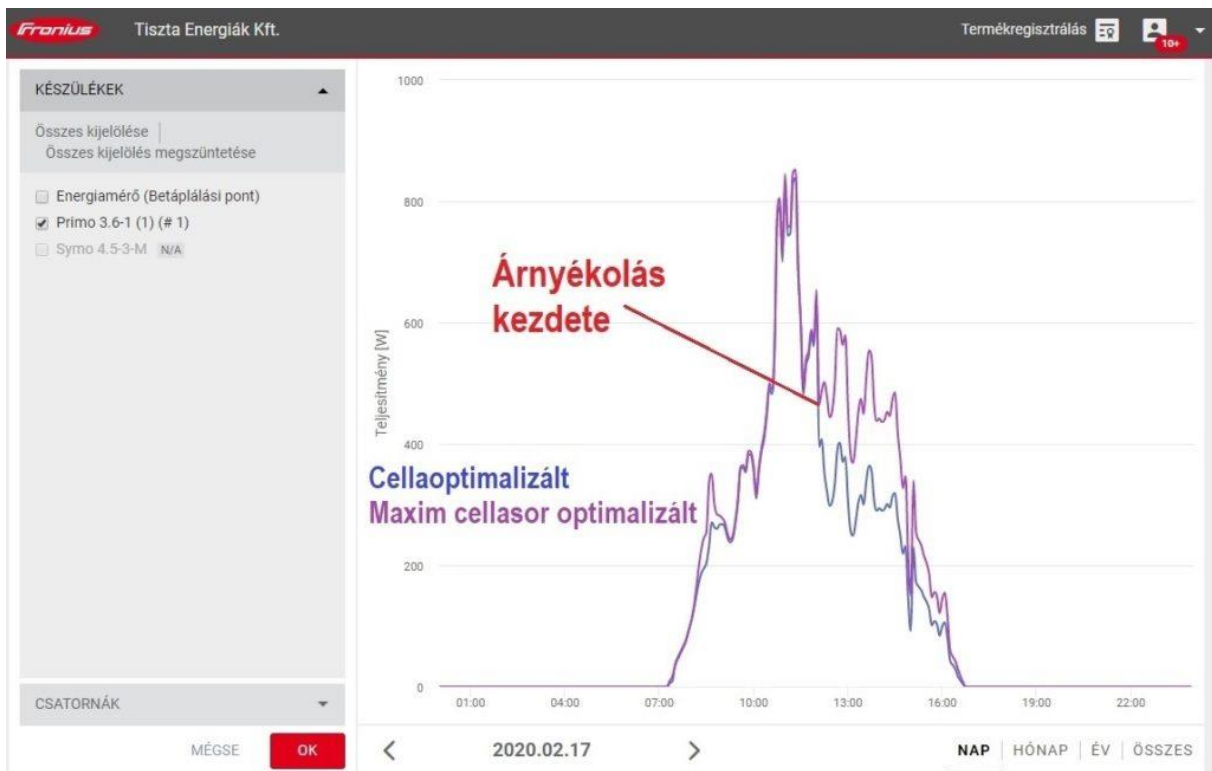 Fronius
Tiszta Energiák Kft.
Termékregisztrálás
10+
KÉSZÜLÉKEK
Összes kijelölése
Összes kijelölés megszüntetése
Energiamérő (Betáplálási pont)
Primo 3.6-1 (1) (# 1)
Symo 4.5-3-M N/A
CSATORNÁK
MÉGSE
OK
1000
800
600
400
200
0
Teljesítmény [W]
Árnyékolás
kezdete
Cellaoptimalizált
Maxim cellasor optimalizált
01:00 04:00 07:00 10:00 13:00 16:00 19:00 22:00
2020.02.17
NAP HÓNAP ÉV ÖSSZES